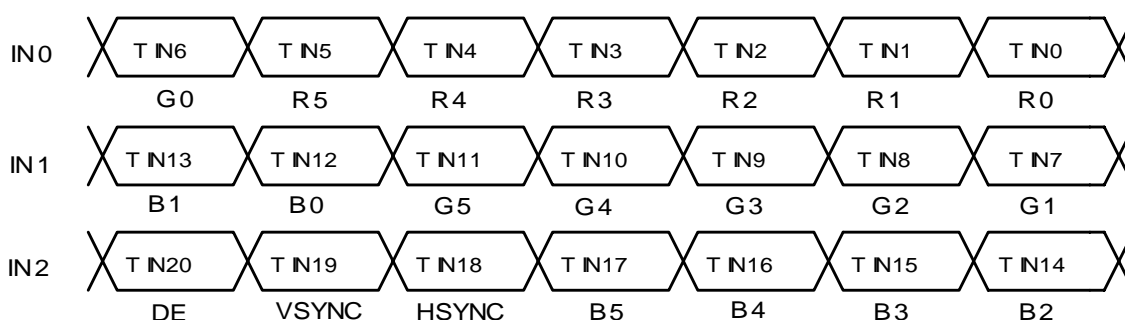 IN0 TIN6 TIN5 TIN4 TIN3 TIN2 TIN1 TIN0
G0 R5 R4 R3 R2 R1 R0
IN1 TIN13 TIN12 TIN11 TIN10 TIN9 TIN8 TIN7
B1 B0 G5 G4 G3 G2 G1
IN2 TIN20 TIN19 TIN18 TIN17 TIN16 TIN15 TIN14
DE VSYNC HSYNC B5 B4 B3 B2